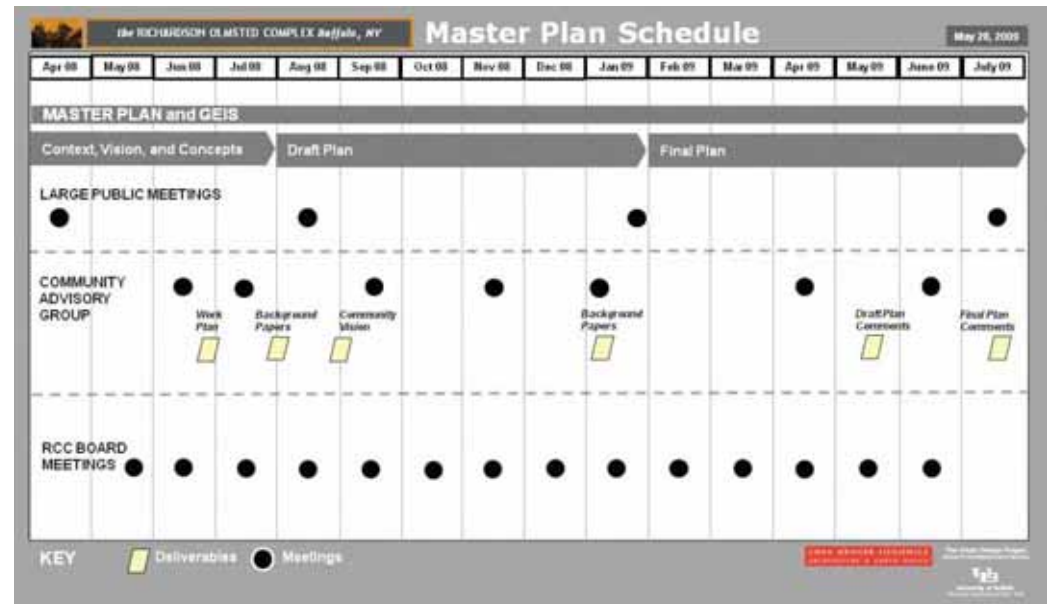 the RICHARDSON OLMSTED COMPLEX Buffalo, NY
Master Plan Schedule
May 28, 2009
Apr 08 May 08 Jun 08 Jul 08 Aug 08 Sep 08 Oct 08 Nov 08 Dec 08 Jan 09 Feb 09 Mar 09 Apr 09 May 09 June 09 July 09
MASTER PLAN and GEIS
Context, Vision, and Concepts Draft Plan Final Plan
LARGE PUBLIC MEETINGS
COMMUNITY
ADVISORY
GROUP
Work
Plan
Background
Papers
Community
Vision
Background
Papers
Draft Plan
Comments
Final Plan
Comments
RCC BOARD
MEETINGS
KEY Deliverables Meetings